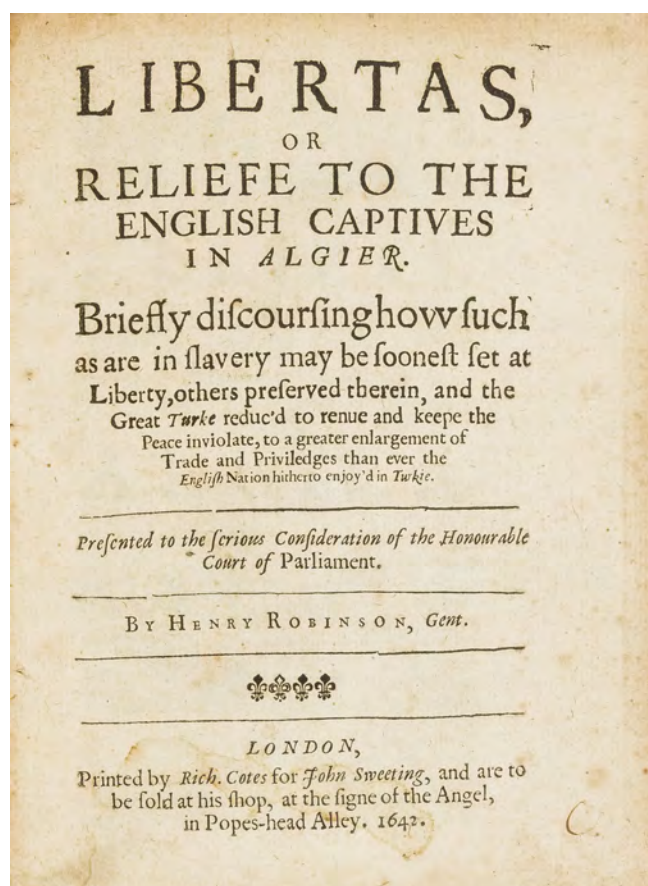 LIBERTAS,
OR
RELIEFE TO THE
ENGLISH CAPTIVES
IN ALGIER.
Briefly diſcourſing how ſuch
as are in ſlavery may be ſooneſt ſet at
Liberty, others preſerved therein, and the
Great Turke reduc'd to renue and keepe the
Peace inviolate, to a greater enlargement of
Trade and Priviledges than ever the
Engliſh Nation hitherto enjoy'd in Turkie.
Preſented to the ſerious Conſideration of the Honourable
Court of Parliament.
BY HENRY ROBINSON, Gent.
LONDON,
Printed by Rich. Cotes for John Sweeting, and are to
be ſold at his ſhop, at the ſigne of the Angel,
in Popes-head Alley. 1642.
C.